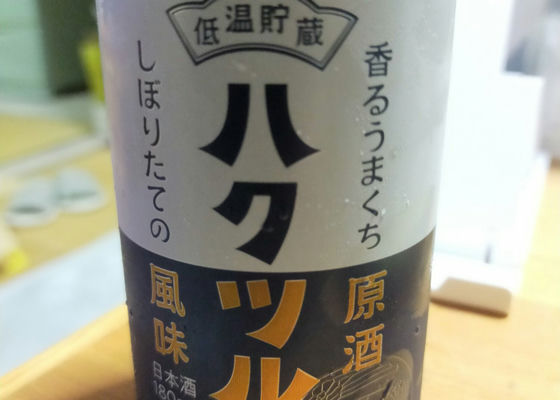 低温貯蔵
香るうまくち
原酒
ハクツル
しぼりたての
風味
日本酒
180